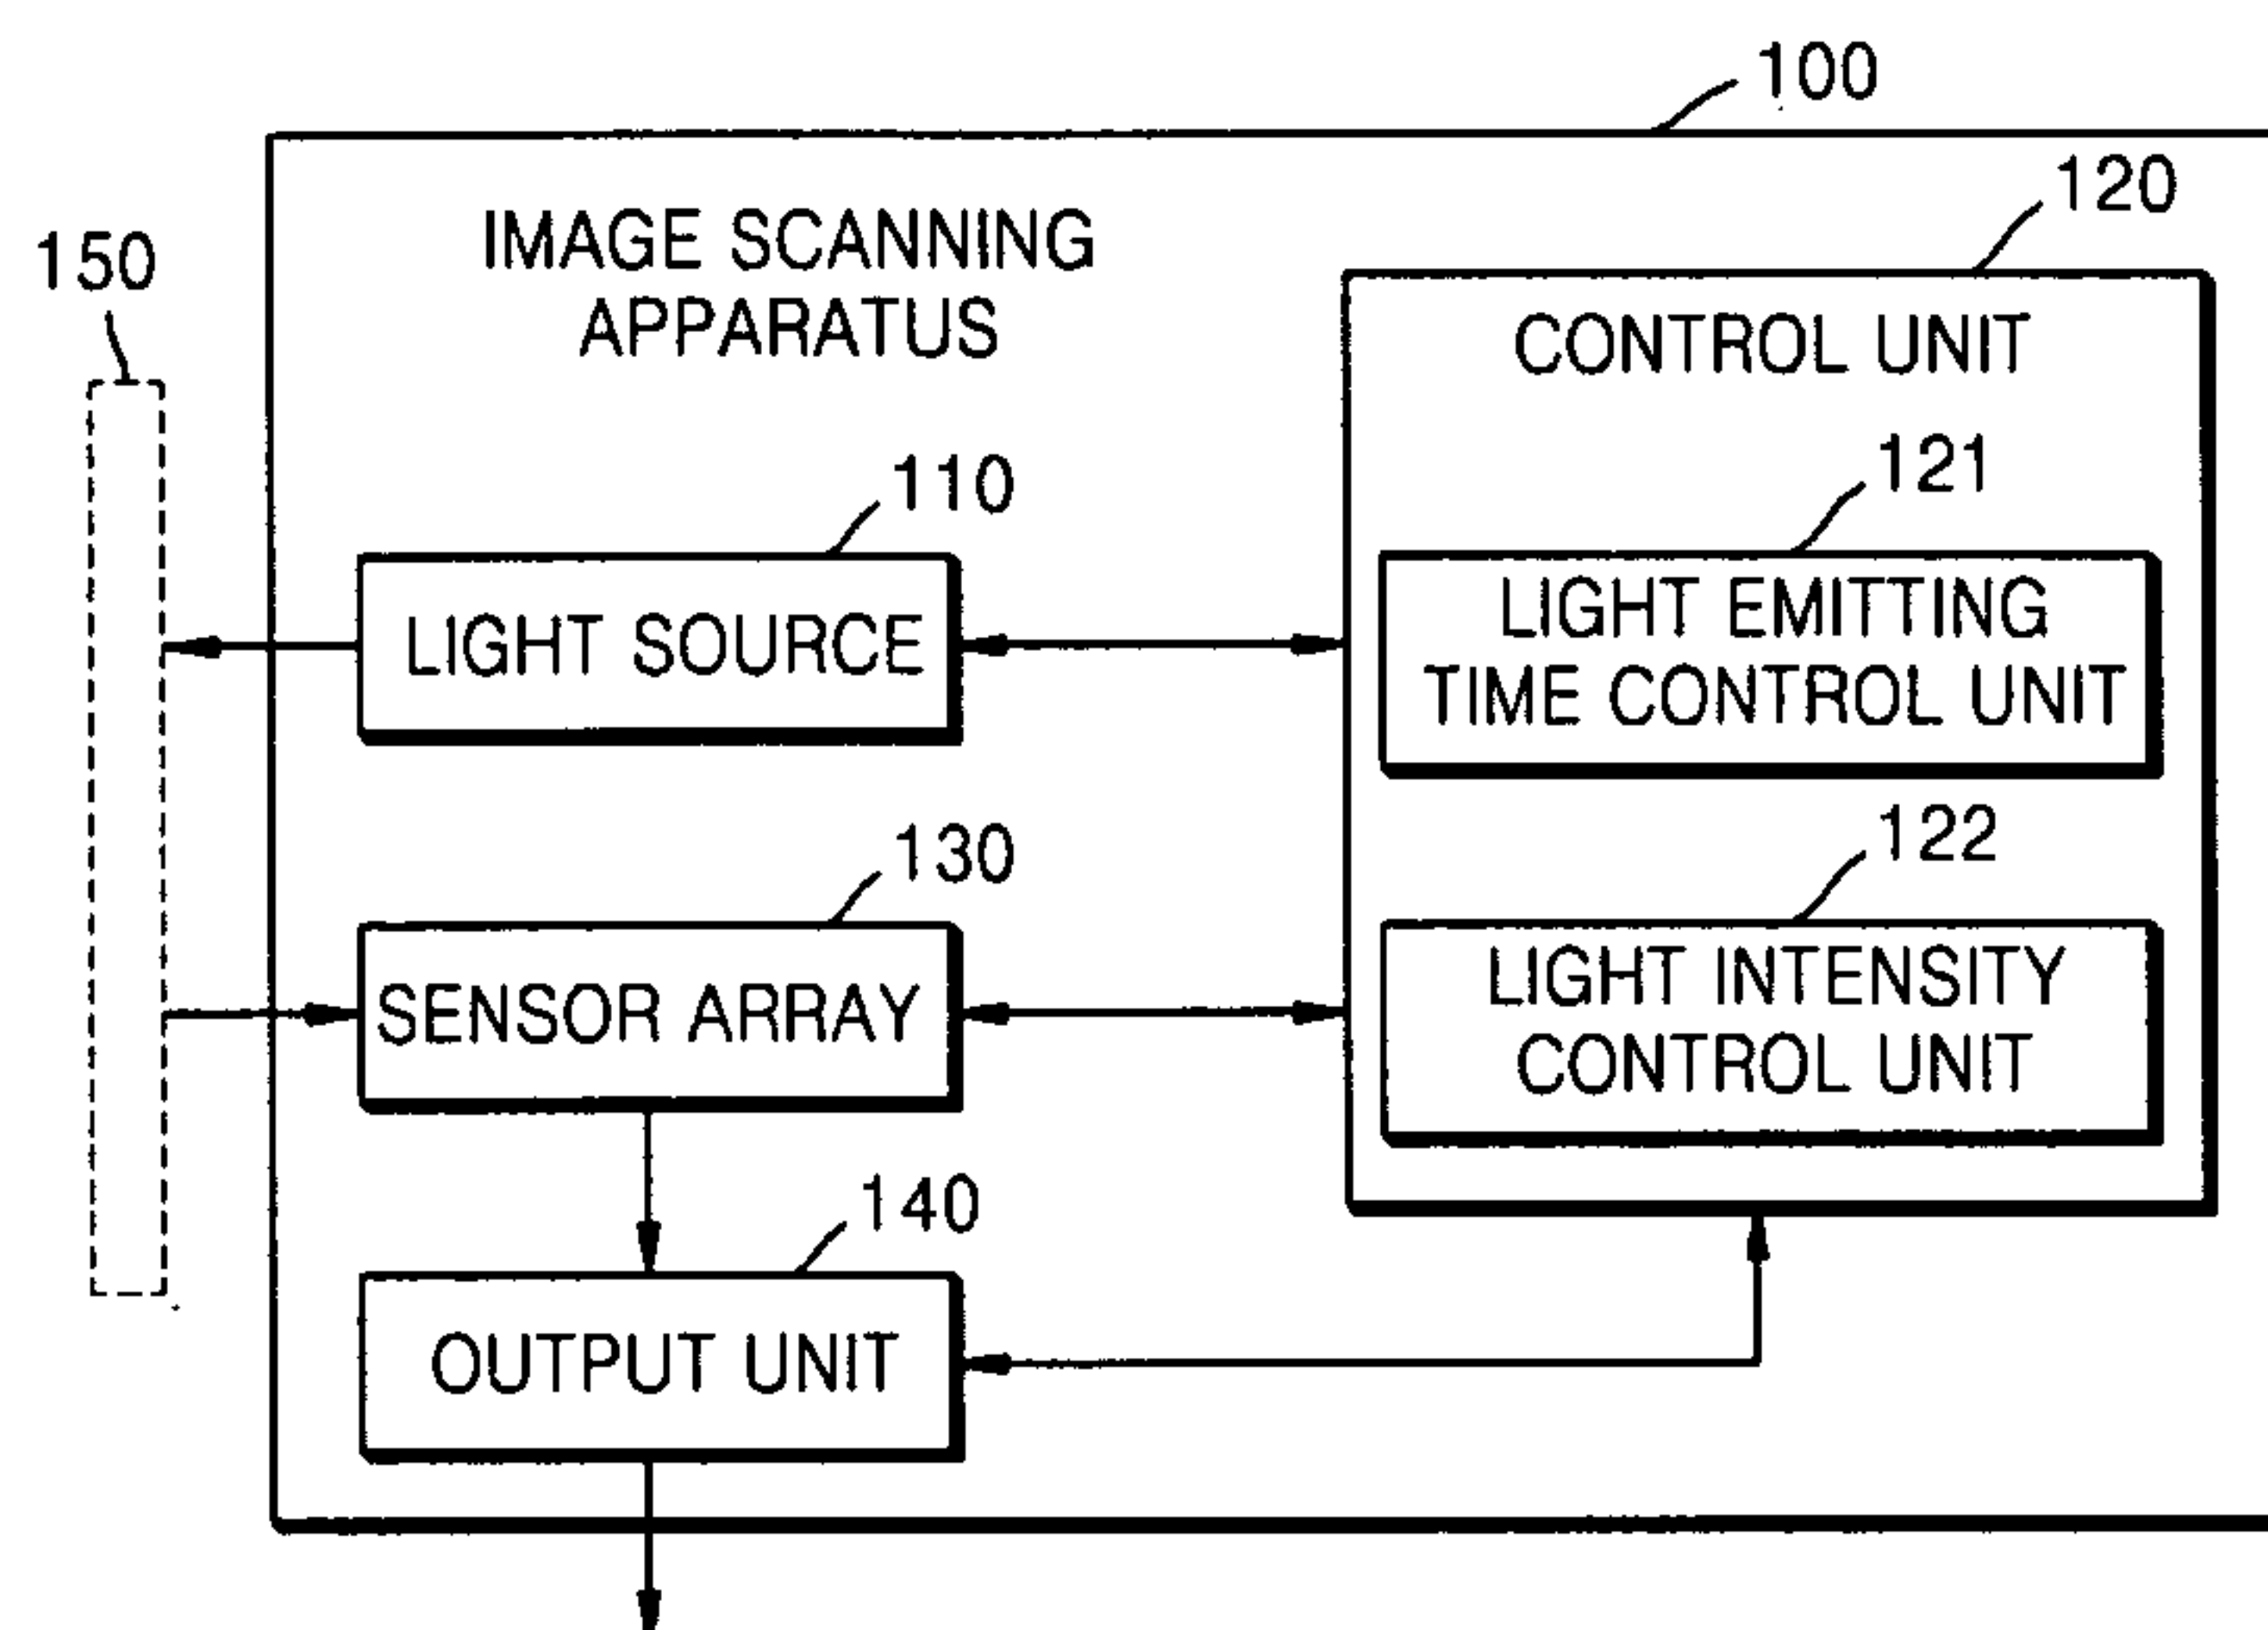 100
120
150
IMAGE SCANNING
APPARATUS
CONTROL UNIT
110
121
LIGHT SOURCE
LIGHT EMITTING
TIME CONTROL UNIT
130
122
SENSOR ARRAY
LIGHT INTENSITY
CONTROL UNIT
140
OUTPUT UNIT